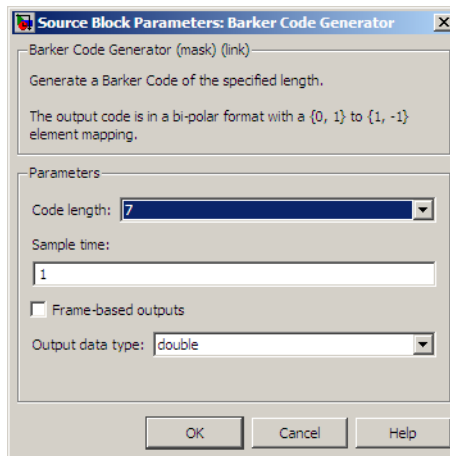 Source Block Parameters: Barker Code Generator
Barker Code Generator (mask) (link)
Generate a Barker Code of the specified length.
The output code is in a bi-polar format with a {0, 1} to {1, -1}
element mapping.
Parameters
Code length: 7
Sample time:
1
Frame-based outputs
Output data type: double
OK Cancel Help